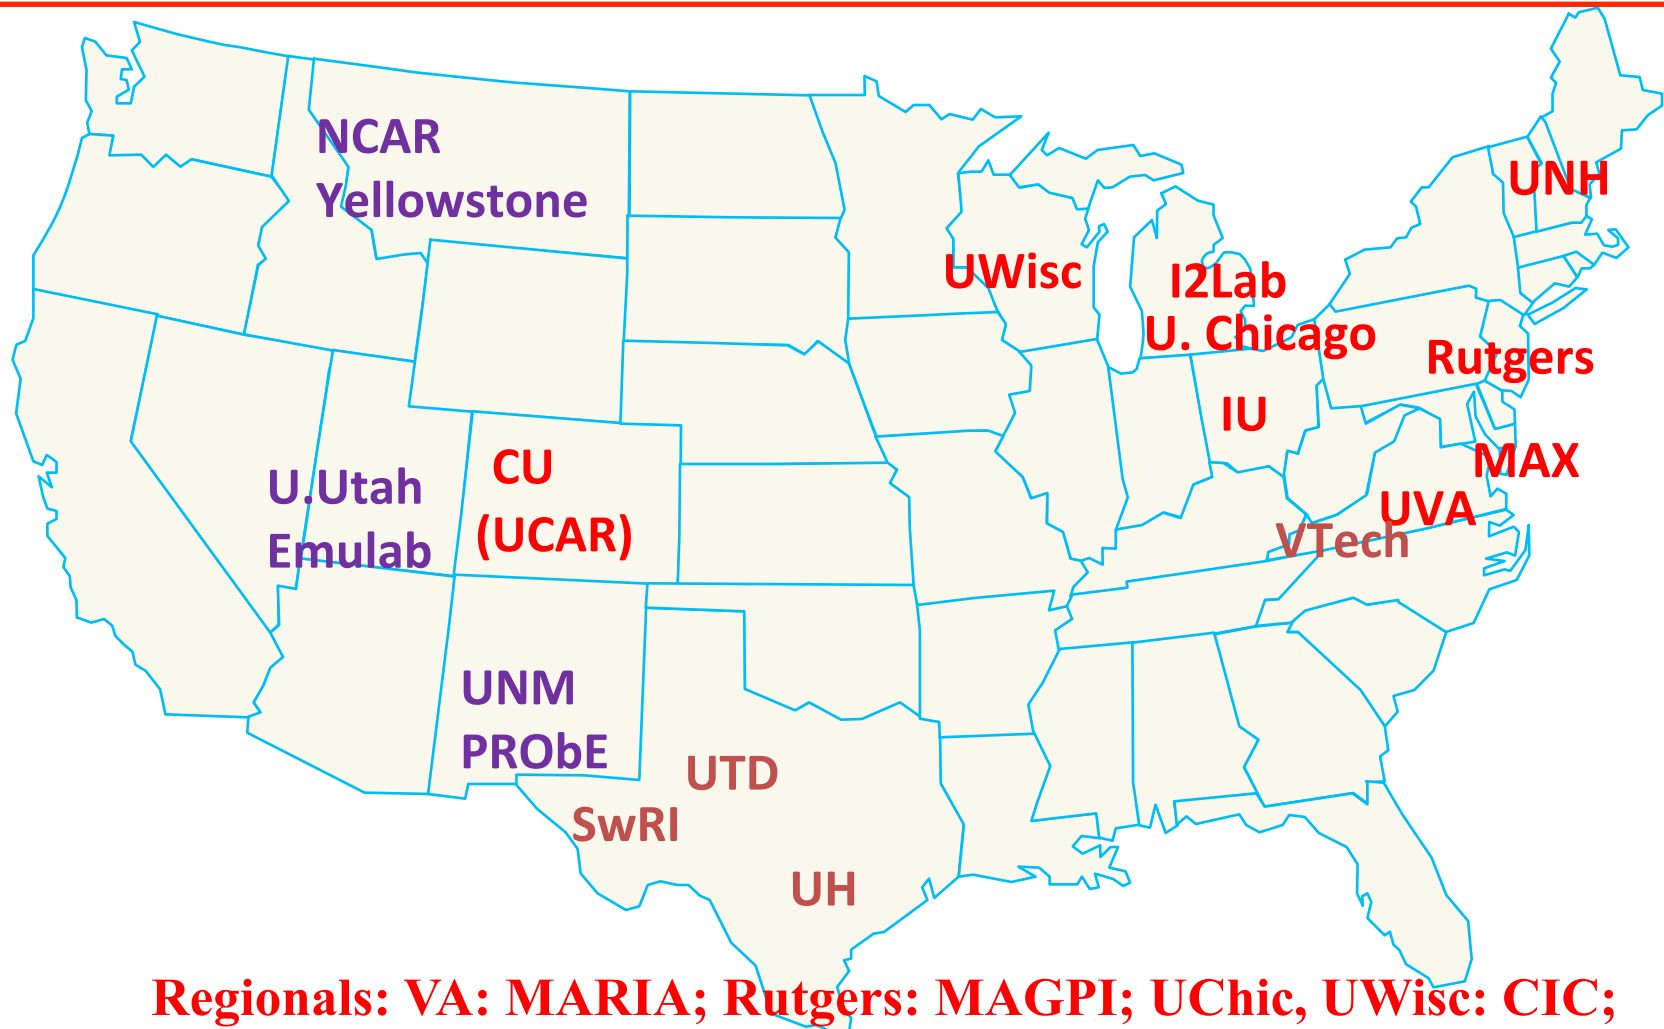 NCAR
Yellowstone
UNH
UWisc
I2Lab
U. Chicago
Rutgers
IU
MAX
CU
(UCAR)
U.Utah
Emulab
UVA
VTech
UNM
PRObE
UTD
SwRI
UH
Regionals: VA: MARIA; Rutgers: MAGPI; UChic, UWisc: CIC;